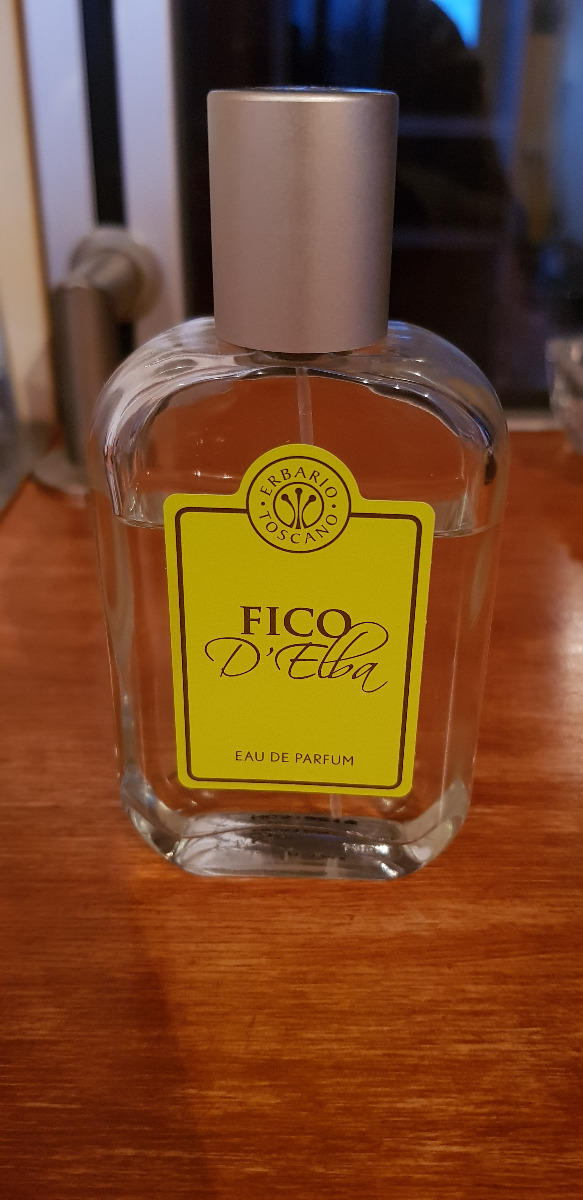 ERBARIO
TOSCANO
FICO
D'Elba
EAU DE PARFUM